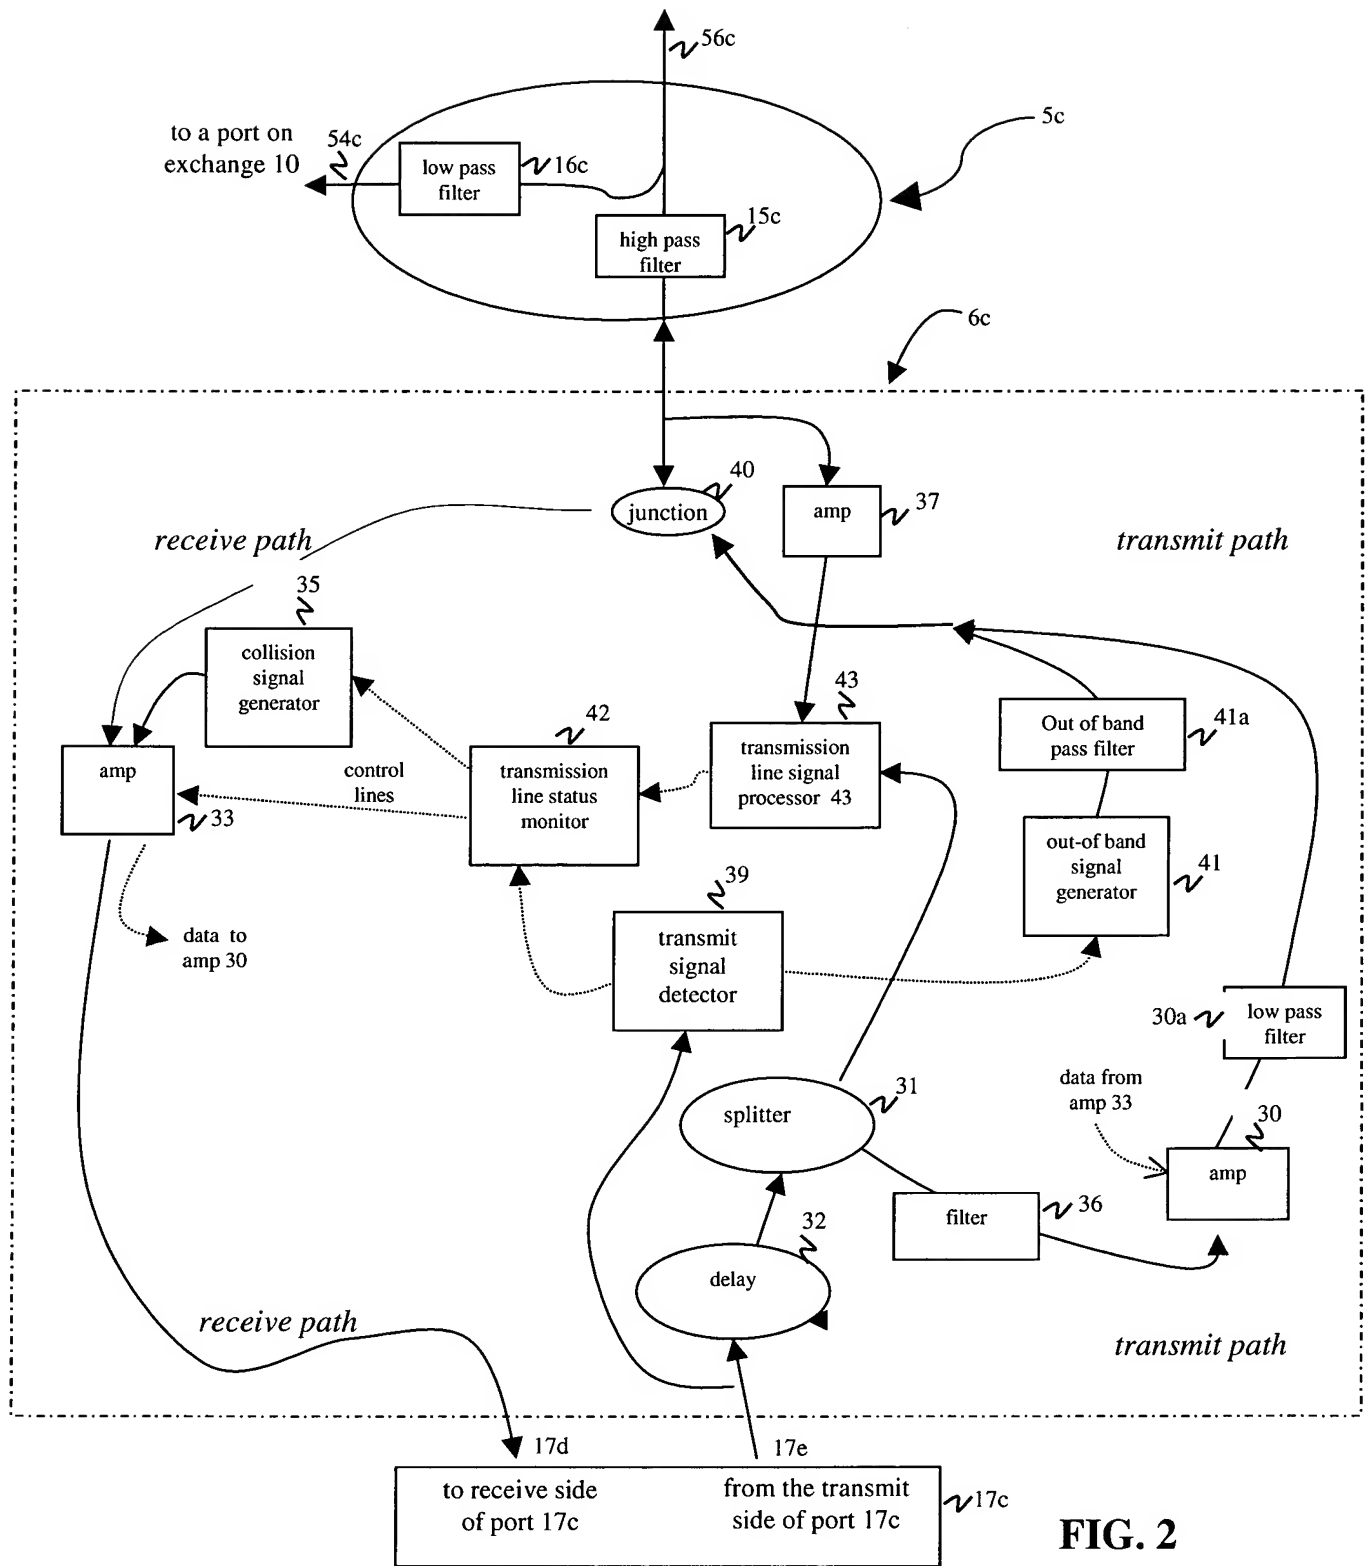 56c
to a port on
exchange 10
54c
5c
low pass
filter
16c
15c
high pass
filter
6c
40
junction
amp
37
receive path
transmit path
35
collision
signal
generator
43
42
Out of band
pass filter
41a
amp
control
lines
transmission
line status
monitor
transmission
line signal
processor 43
33
out-of band
signal
generator
41
39
data to
amp 30
transmit
signal
detector
30a
low pass
filter
data from
amp 33
31
splitter
30
amp
filter
36
32
delay
receive path
transmit path
17d
17e
to receive side
of port 17c
from the transmit
side of port 17c
17c
FIG. 2